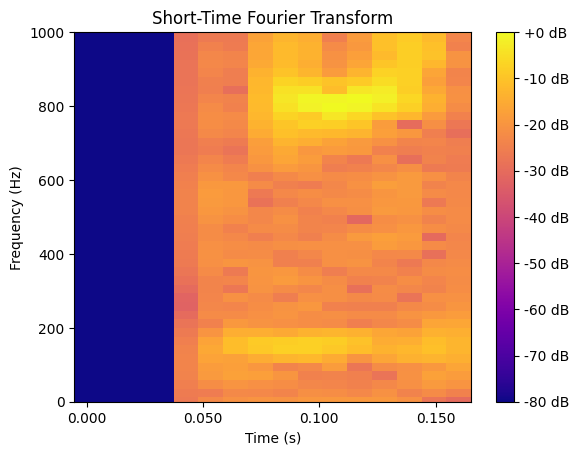 Short-Time Fourier Transform
Frequency (Hz)
1000
800
600
400
200
0
0.000
0.050
0.100
0.150
Time (s)
+0 dB
-10 dB
-20 dB
-30 dB
-40 dB
-50 dB
-60 dB
-70 dB
-80 dB